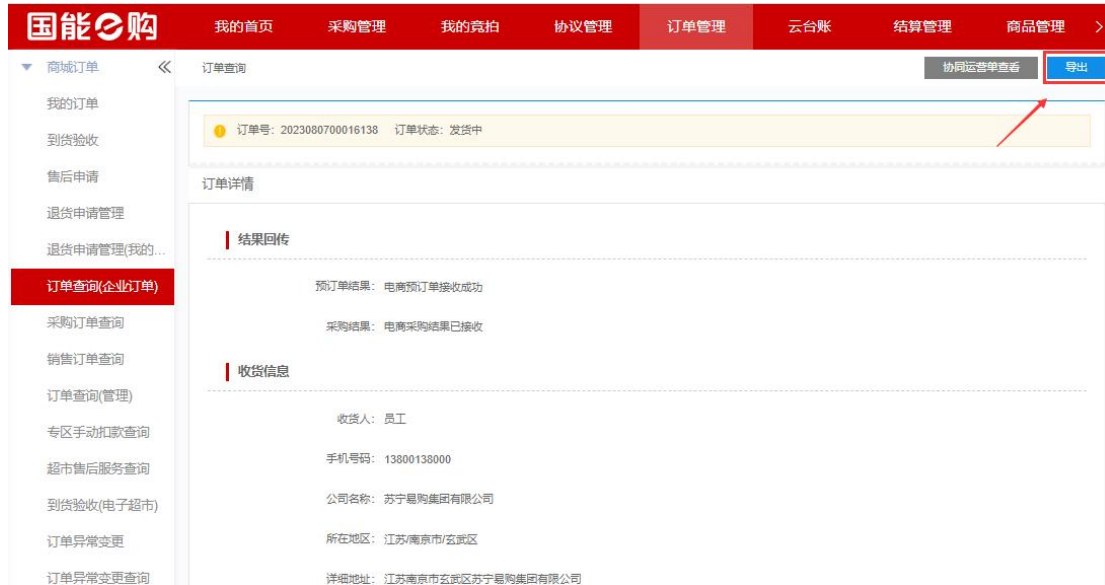 国能e购 我的首页 采购管理 我的竞拍 协议管理 订单管理 云台账 结算管理 商品管理 >
商城订单
订单查询 协同运营单查看 导出
我的订单
到货验收
售后申请
退货申请管理
退货申请管理(我的...
订单查询(企业订单)
采购订单查询
销售订单查询
订单查询(管理)
专区手动扣款查询
超市售后服务查询
到货验收(电子超市)
订单异常变更
订单异常变更查询
订单号: 2023080700016138 订单状态: 发货中
订单详情
结果回传
预订单结果: 电商预订单接收成功
采购结果: 电商采购结果已接收
收货信息
收货人: 员工
手机号码: 13800138000
公司名称: 苏宁易购集团有限公司
所在地区: 江苏/南京市/玄武区
详细地址: 江苏南京市玄武区苏宁易购集团有限公司